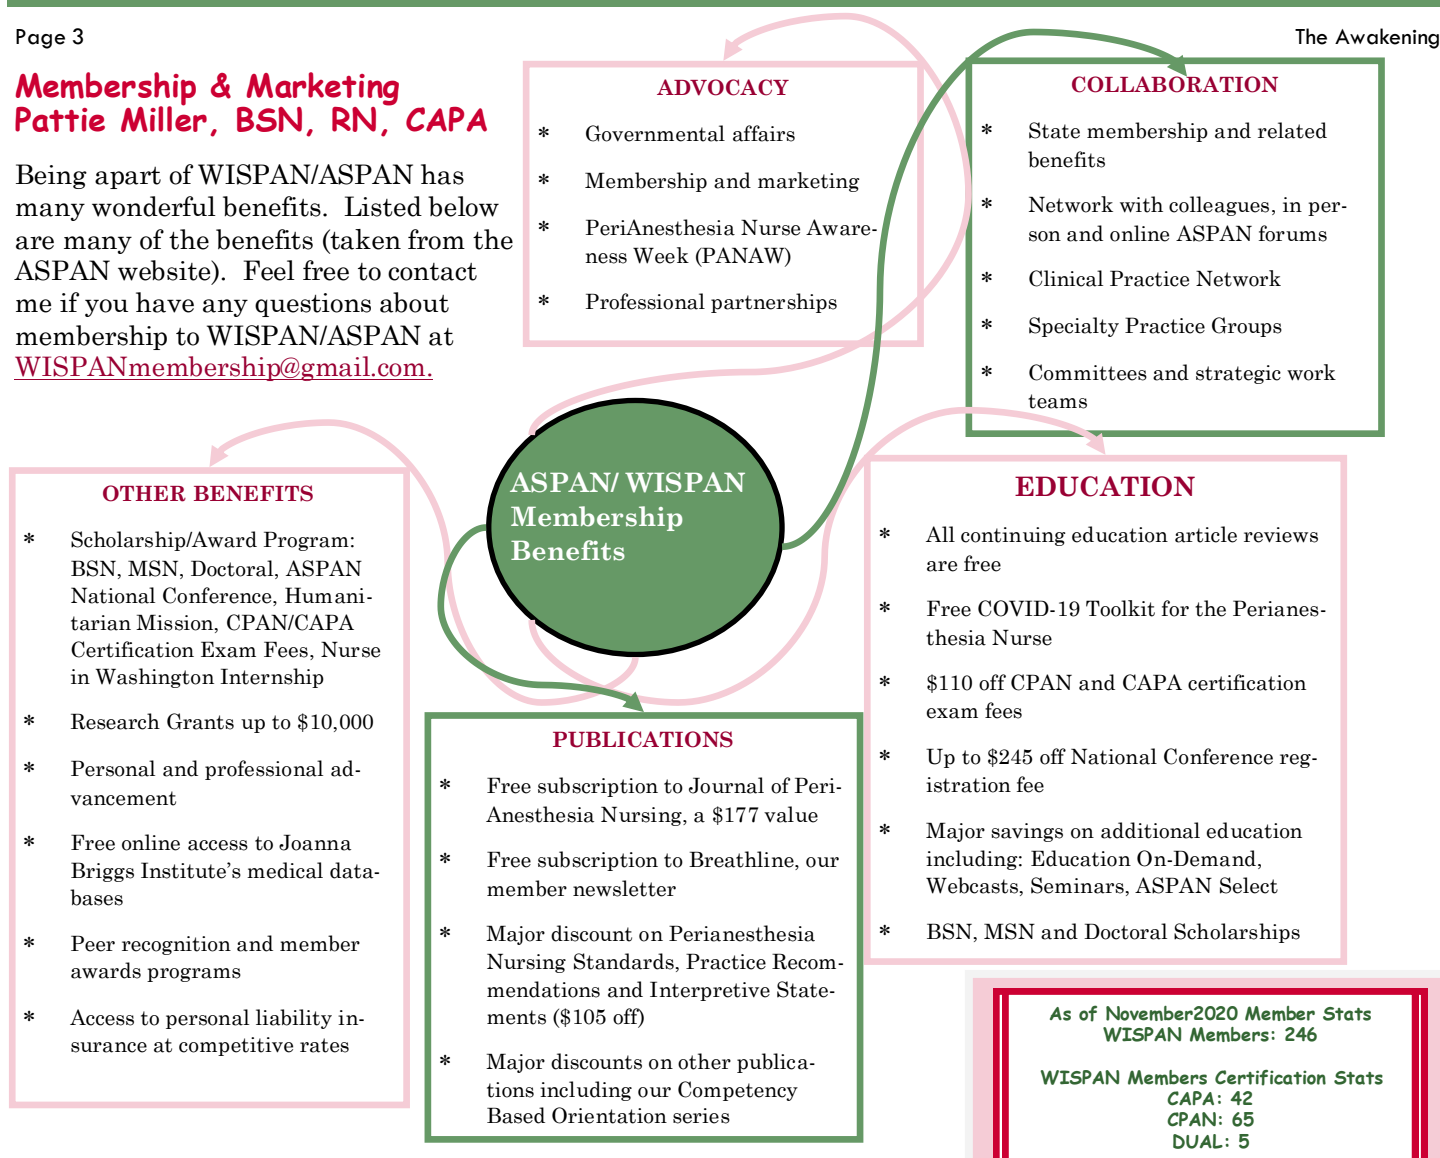 Page 3
The Awakening
Membership & Marketing
Pattie Miller, BSN, RN, CAPA
Being apart of WISPAN/ASPAN has
many wonderful benefits.  Listed below
are many of the benefits (taken from the
ASPAN website).  Feel free to contact
me if you have any questions about
membership to WISPAN/ASPAN at
WISPANmembership@gmail.com.
ADVOCACY
* Governmental affairs
* Membership and marketing
* PeriAnesthesia Nurse Aware-
ness Week (PANAW)
* Professional partnerships
COLLABORATION
* State membership and related
benefits
* Network with colleagues, in per-
son and online ASPAN forums
* Clinical Practice Network
* Specialty Practice Groups
* Committees and strategic work
teams
ASPAN/ WISPAN
Membership
Benefits
OTHER BENEFITS
* Scholarship/Award Program:
BSN, MSN, Doctoral, ASPAN
National Conference, Humani-
tarian Mission, CPAN/CAPA
Certification Exam Fees, Nurse
in Washington Internship
* Research Grants up to $10,000
* Personal and professional ad-
vancement
* Free online access to Joanna
Briggs Institute's medical data-
bases
* Peer recognition and member
awards programs
* Access to personal liability in-
surance at competitive rates
PUBLICATIONS
* Free subscription to Journal of Peri-
Anesthesia Nursing, a $177 value
* Free subscription to Breathline, our
member newsletter
* Major discount on Perianesthesia
Nursing Standards, Practice Recom-
mendations and Interpretive State-
ments ($105 off)
* Major discounts on other publica-
tions including our Competency
Based Orientation series
EDUCATION
* All continuing education article reviews
are free
* Free COVID-19 Toolkit for the Perianes-
thesia Nurse
* $110 off CPAN and CAPA certification
exam fees
* Up to $245 off National Conference reg-
istration fee
* Major savings on additional education
including: Education On-Demand,
Webcasts, Seminars, ASPAN Select
* BSN, MSN and Doctoral Scholarships
As of November2020 Member Stats
WISPAN Members: 246
WISPAN Members Certification Stats
CAPA: 42
CPAN: 65
DUAL: 5